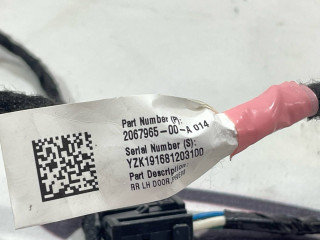 Part Number (P):
2067965-00-A 014
Serial Number (S):
YZK191681203100
Part Description
RR LH DOOR